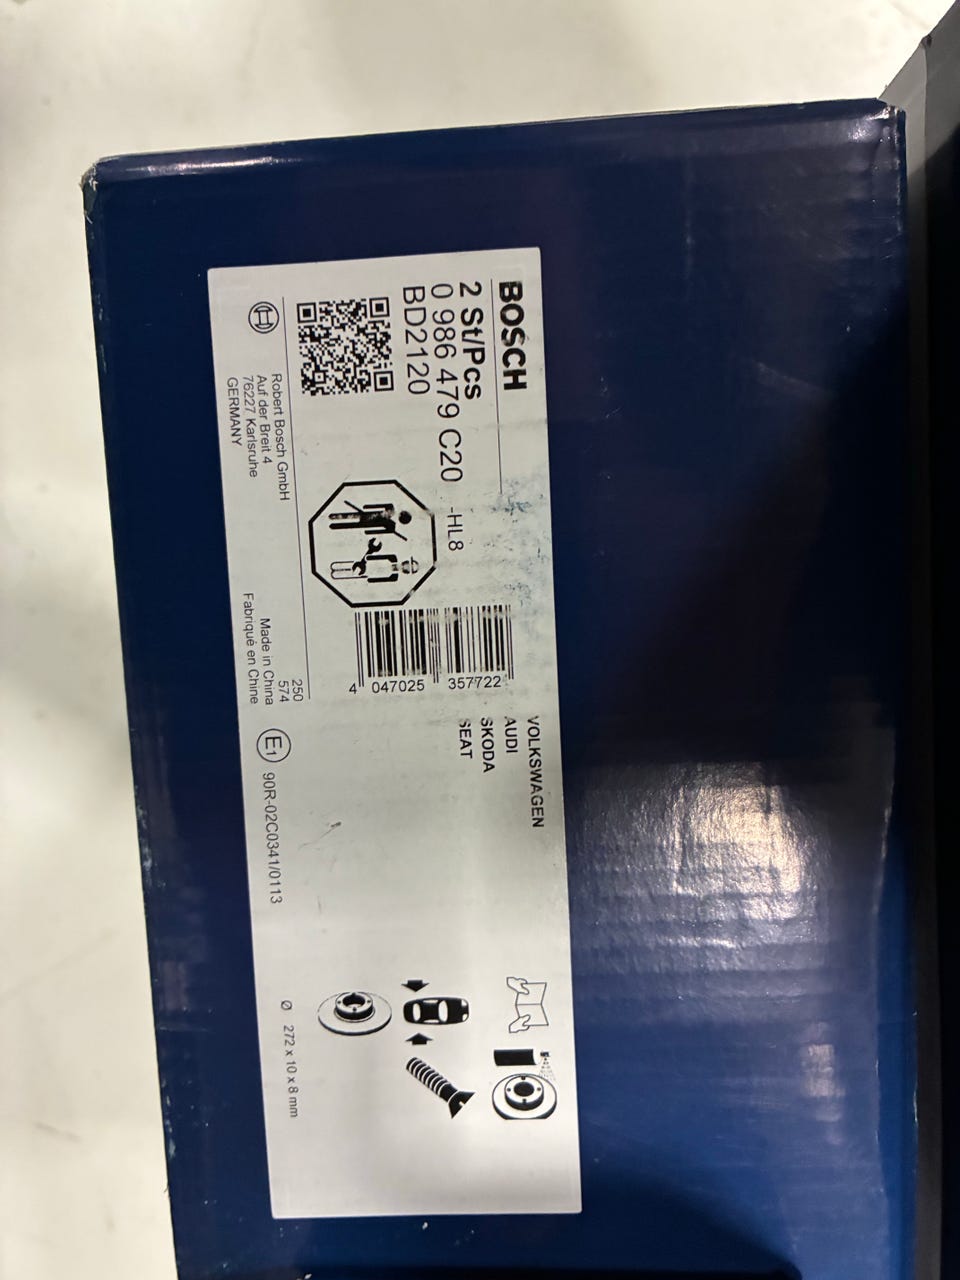 BOSCH
2 St/Pcs
0 986 479 C20 -HL8
BD2120
4 047025 357722
VOLKSWAGEN
AUDI
SKODA
SEAT
Robert Bosch GmbH
Auf der Breit 4
76227 Karlsruhe
GERMANY
250
574
Made in China
Fabriqué en Chine
E1 90R-02C0341/0113
Ø 272 x 10 x 8 mm